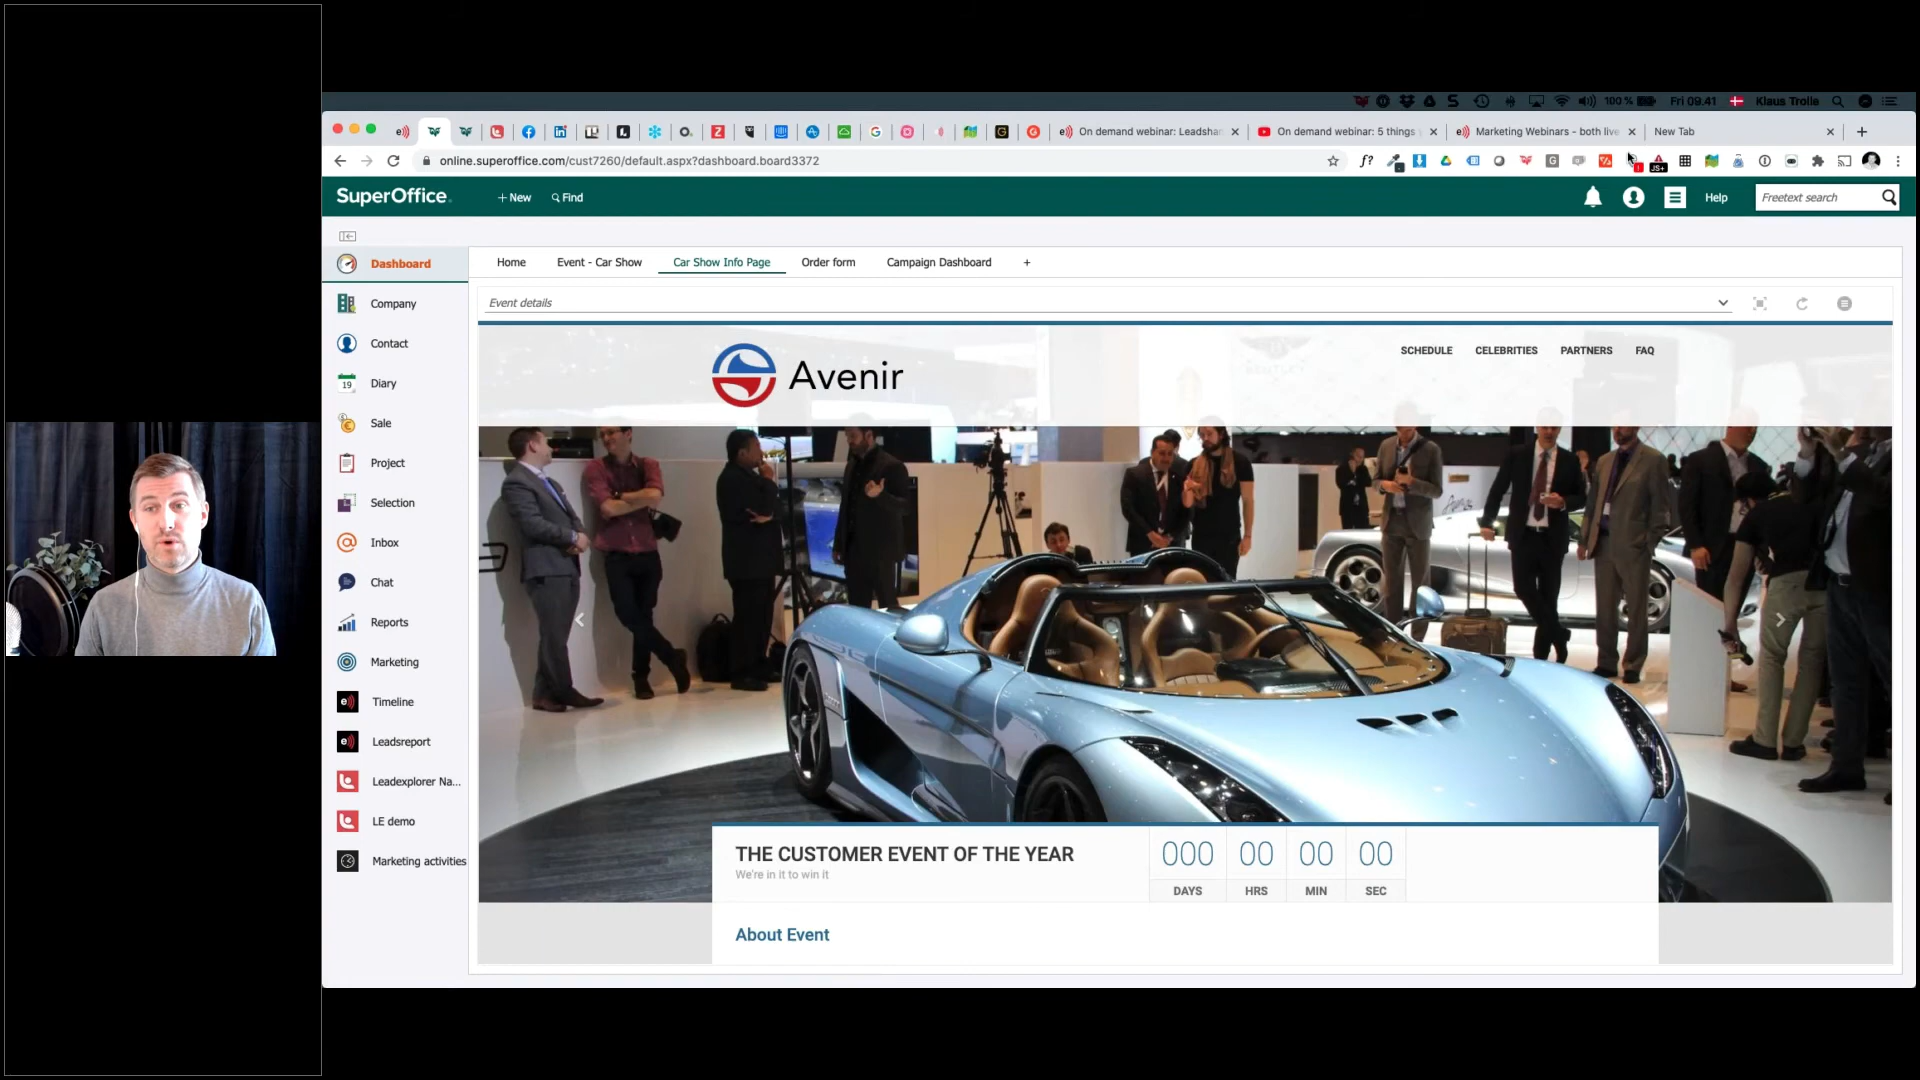 100 %
Fri 09.41
Klaus Trolle
On demand webinar: Leadsha
On demand webinar: 5 things
Marketing Webinars - both live
New Tab
online.superoffice.com/cust7260/default.aspx?dashboard.board3372
SuperOffice
+ New
Find
Help
Freetext search
Dashboard
Company
Contact
19
Diary
Sale
Project
Selection
Inbox
Chat
Reports
Marketing
Timeline
Leadsreport
Leadexplorer Na...
LE demo
Marketing activities
Home
Event - Car Show
Car Show Info Page
Order form
Campaign Dashboard
+
Event details
Avenir
SCHEDULE
CELEBRITIES
PARTNERS
FAQ
THE CUSTOMER EVENT OF THE YEAR
We're in it to win it
000 00 00 00
DAYS HRS MIN SEC
About Event